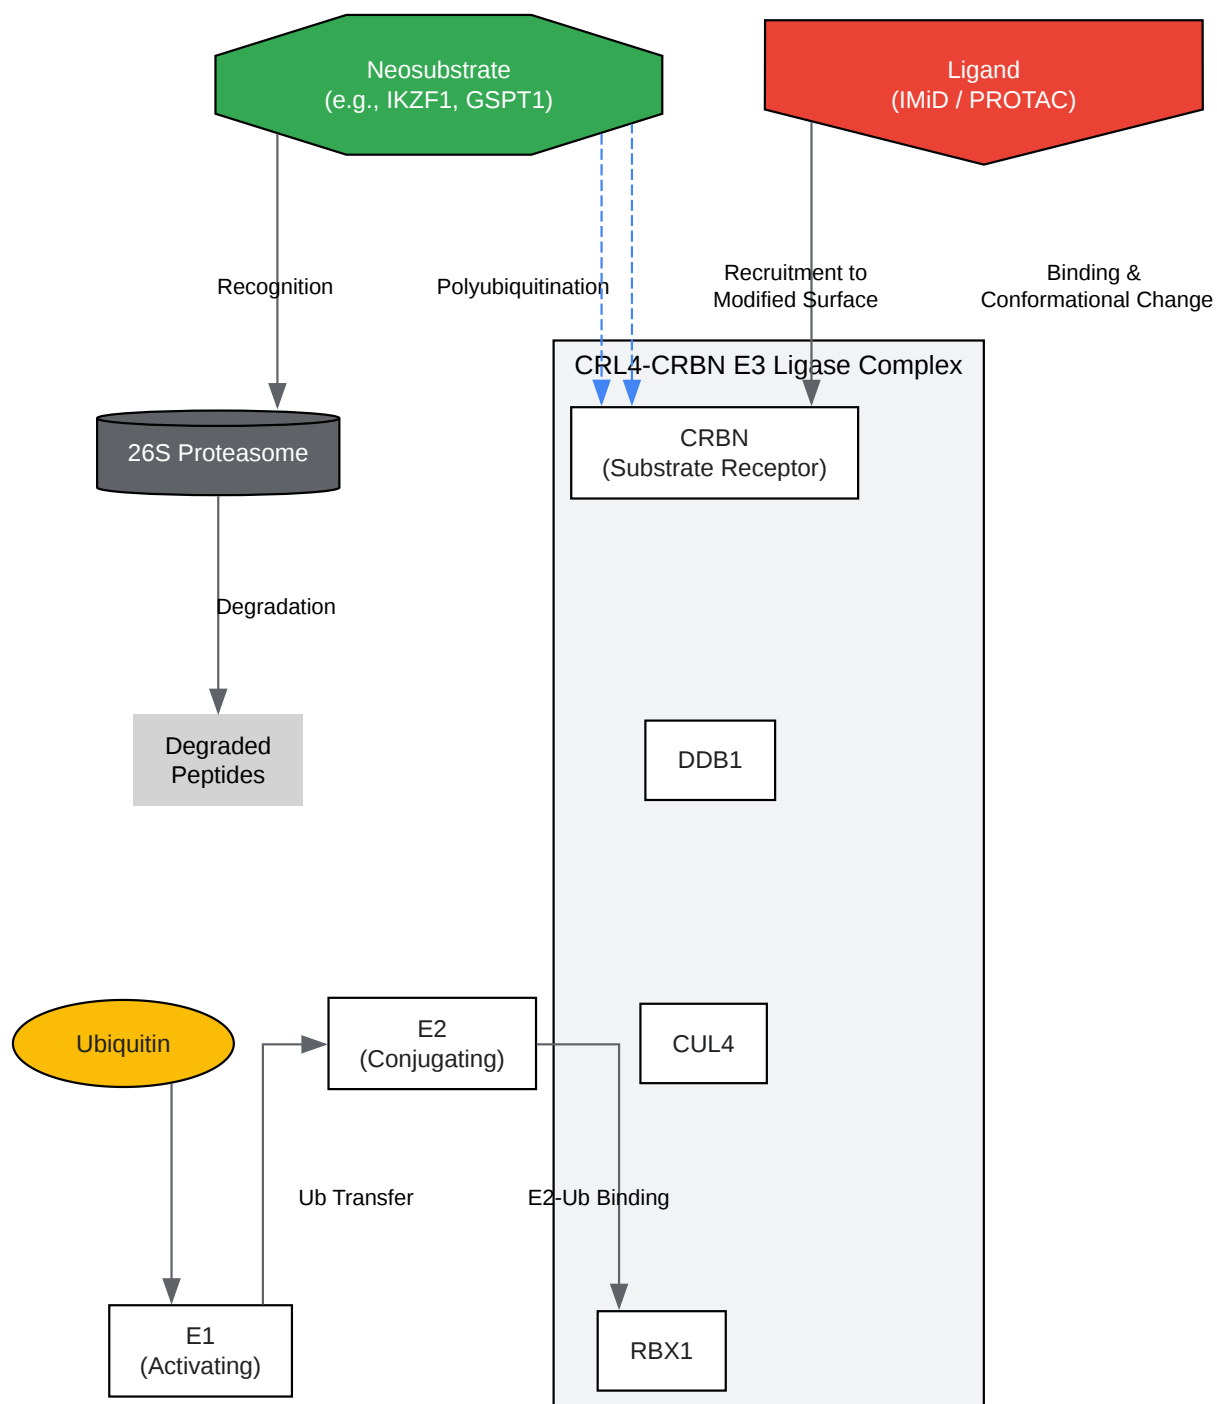 Neosubstrate
(e.g., IKZF1, GSPT1)
Ligand
(IMiD / PROTAC)
Recognition
Polyubiquitination
Recruitment to
Modified Surface
Binding &
Conformational Change
CRL4-CRBN E3 Ligase Complex
26S Proteasome
CRBN
(Substrate Receptor)
Degradation
Degraded
Peptides
DDB1
Ubiquitin
E2
(Conjugating)
CUL4
Ub Transfer
E2-Ub Binding
E1
(Activating)
RBX1